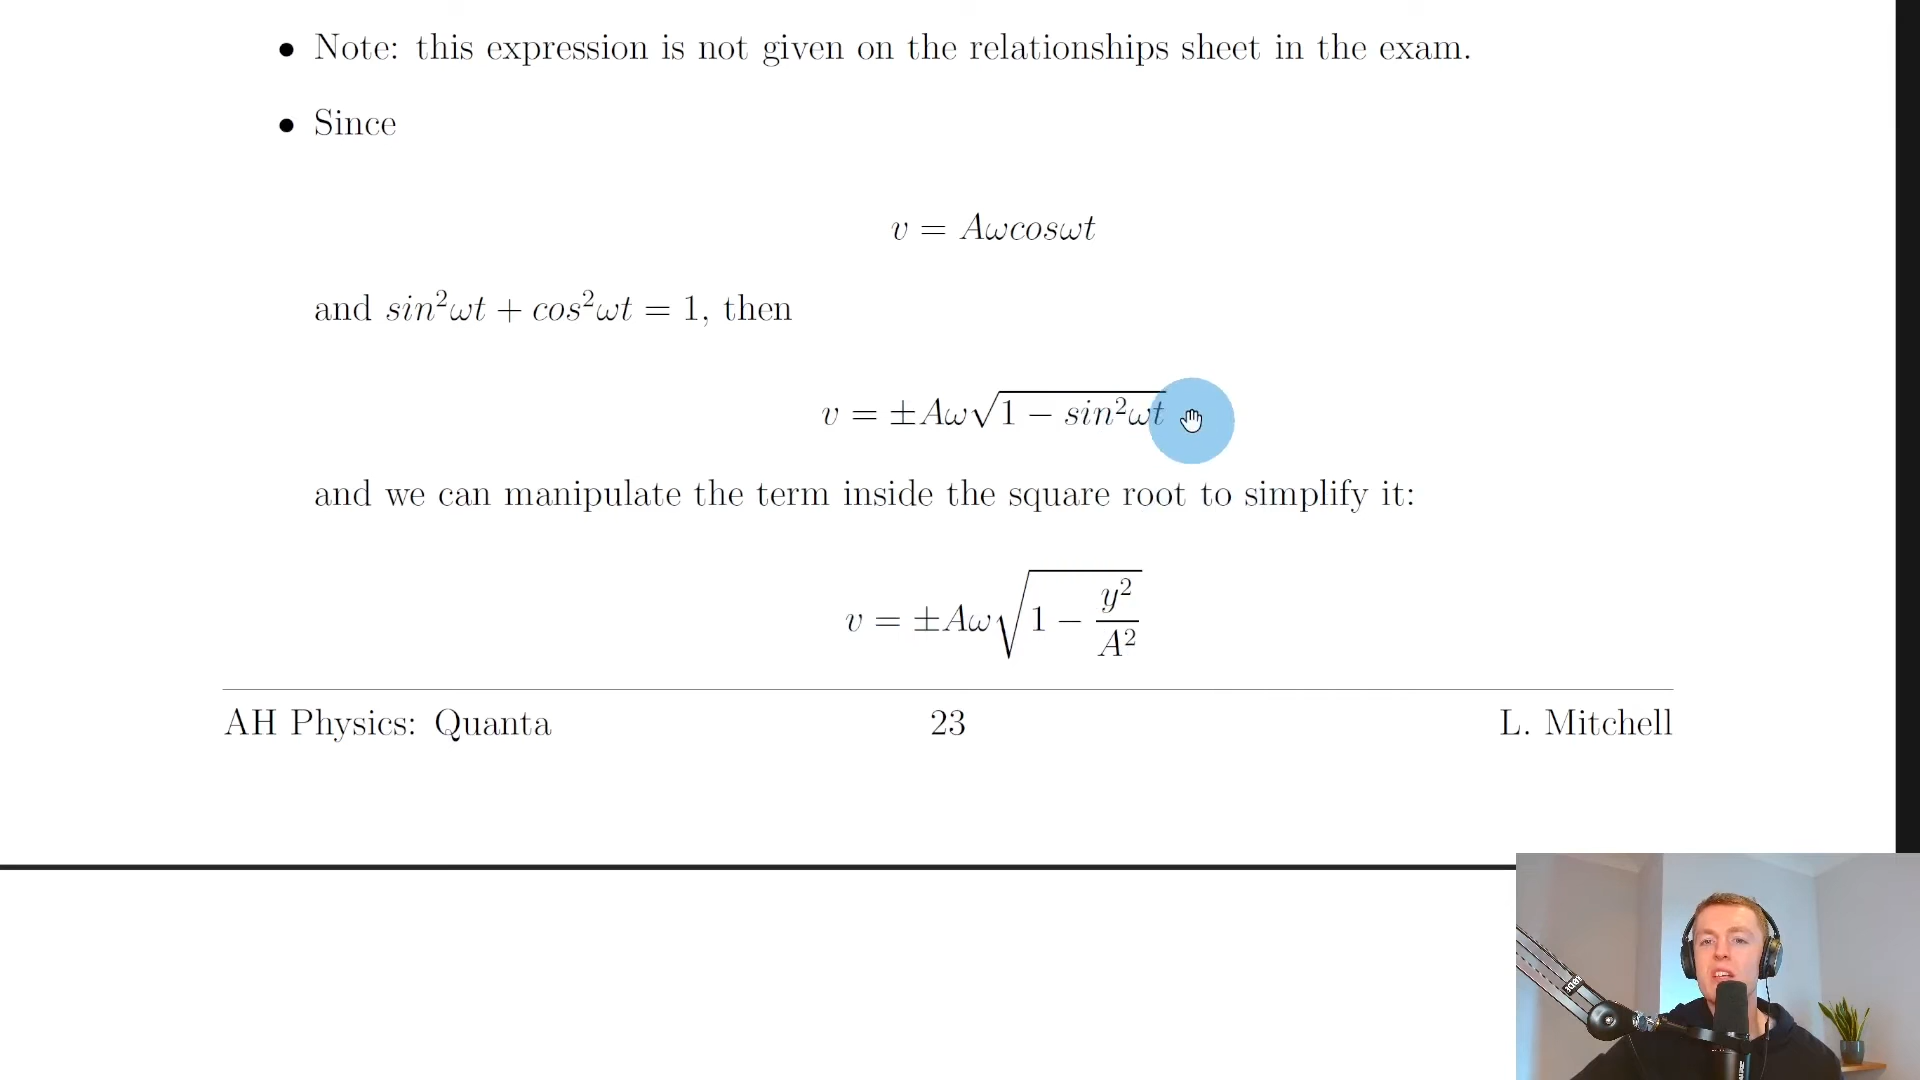 • Note: this expression is not given on the relationships sheet in the exam.
• Since
v = Aωcosωt
and sin²ωt + cos²ωt = 1, then
v = ±Aω√(1 − sin²ωt)
and we can manipulate the term inside the square root to simplify it:
v = ±Aω√(1 − y²/A²)
AH Physics: Quanta 23 L. Mitchell
RØDE